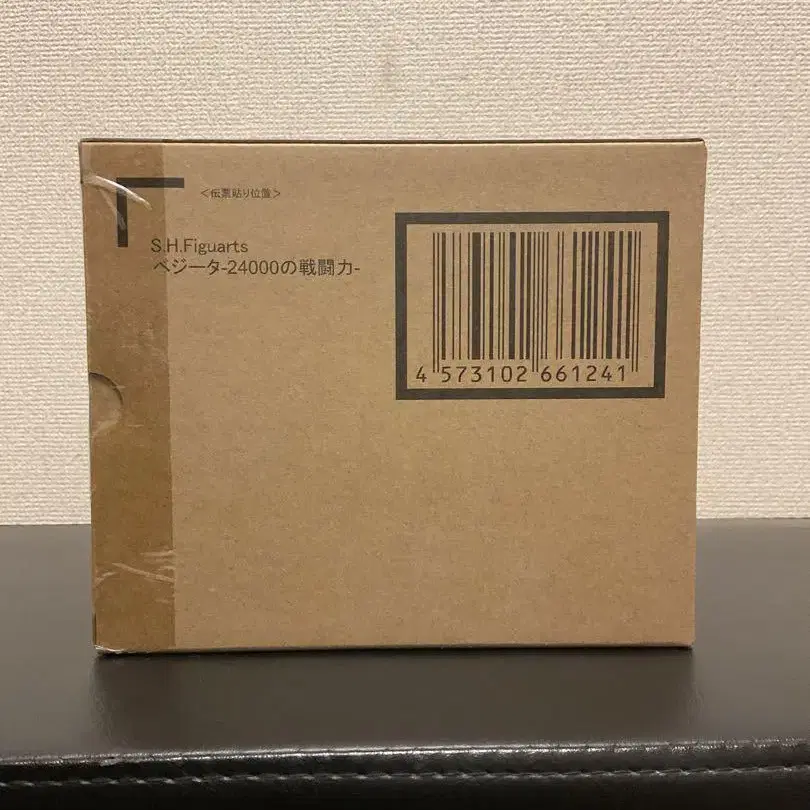 ＜伝票貼り位置＞
S.H.Figuarts
ベジータ-24000の戦闘力-
4 573102 661241